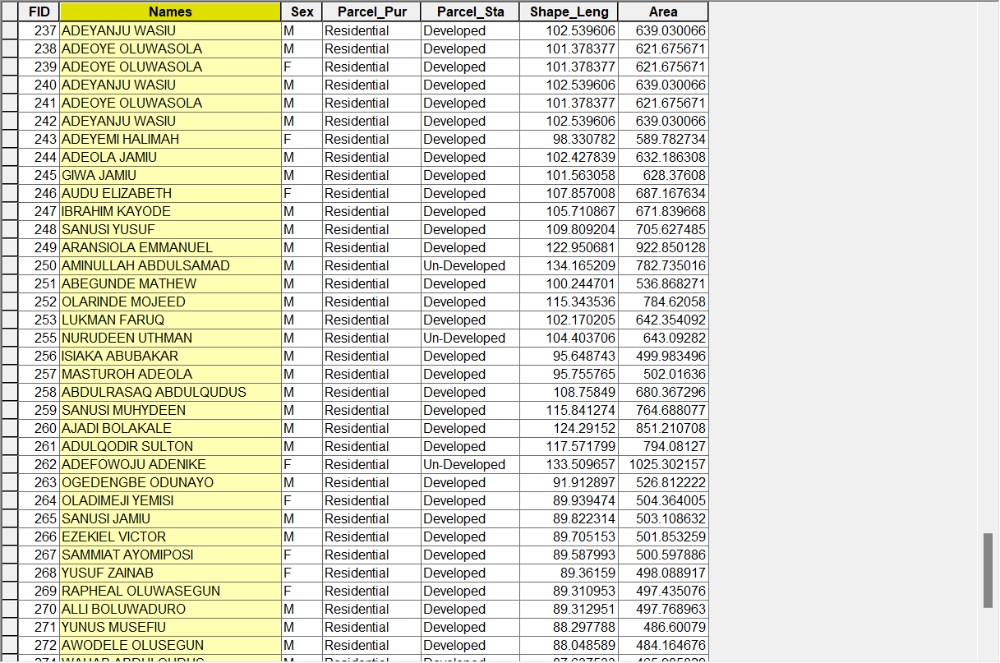 FID Names Sex Parcel_Pur Parcel_Sta Shape_Leng Area
237 ADEYANJU WASIU M Residential Developed 102.539606 639.030066
238 ADEOYE OLUWASOLA M Residential Developed 101.378377 621.675671
239 ADEOYE OLUWASOLA F Residential Developed 101.378377 621.675671
240 ADEYANJU WASIU M Residential Developed 102.539606 639.030066
241 ADEOYE OLUWASOLA M Residential Developed 101.378377 621.675671
242 ADEYANJU WASIU M Residential Developed 102.539606 639.030066
243 ADEYEMI HALIMAH F Residential Developed 98.330782 589.782734
244 ADEOLA JAMIU M Residential Developed 102.427839 632.186308
245 GIWA JAMIU M Residential Developed 101.563058 628.37608
246 AUDU ELIZABETH F Residential Developed 107.857008 687.167634
247 IBRAHIM KAYODE M Residential Developed 105.710867 671.839668
248 SANUSI YUSUF M Residential Developed 109.809204 705.627485
249 ARANSIOLA EMMANUEL M Residential Developed 122.950681 922.850128
250 AMINULLAH ABDULSAMAD M Residential Un-Developed 134.165209 782.735016
251 ABEGUNDE MATHEW M Residential Developed 100.244701 536.868271
252 OLARINDE MOJEED M Residential Developed 115.343536 784.62058
253 LUKMAN FARUQ M Residential Developed 102.170205 642.354092
255 NURUDEEN UTHMAN M Residential Un-Developed 104.403706 643.09282
256 ISIAKA ABUBAKAR M Residential Developed 95.648743 499.983496
257 MASTUROH ADEOLA M Residential Developed 95.755765 502.01636
258 ABDULRASAQ ABDULQUDUS M Residential Developed 108.75849 680.367296
259 SANUSI MUHYDEEN M Residential Developed 115.841274 764.688077
260 AJADI BOLAKALE M Residential Developed 124.29152 851.210708
261 ADULQODIR SULTON M Residential Developed 117.571799 794.08127
262 ADEFOWOJU ADENIKE F Residential Un-Developed 133.509657 1025.302157
263 OGEDENGBE ODUNAYO M Residential Developed 91.912897 526.812222
264 OLADIMEJI YEMISI F Residential Developed 89.939474 504.364005
265 SANUSI JAMIU M Residential Developed 89.822314 503.108632
266 EZEKIEL VICTOR M Residential Developed 89.705153 501.853259
267 SAMMIAT AYOMIPOSI F Residential Developed 89.587993 500.597886
268 YUSUF ZAINAB F Residential Developed 89.36159 498.088917
269 RAPHEAL OLUWASEGUN F Residential Developed 89.310953 497.435076
270 ALLI BOLUWADURO M Residential Developed 89.312951 497.768963
271 YUNUS MUSEFIU M Residential Developed 88.297788 486.60079
272 AWODELE OLUSEGUN M Residential Developed 88.048589 484.164676